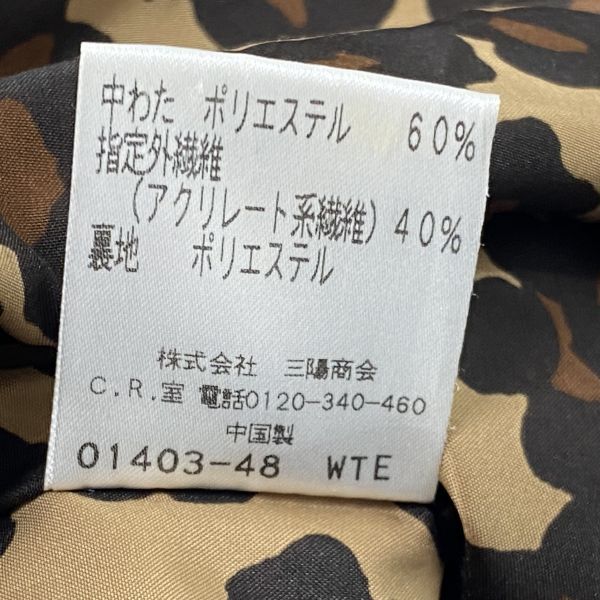 中わた　ポリエステル　60%
指定外繊維
（アクリレート系繊維）40%
裏地　ポリエステル
株式会社　三陽商会
C.R.室 電話0120-340-460
中国製
01403-48 WTE